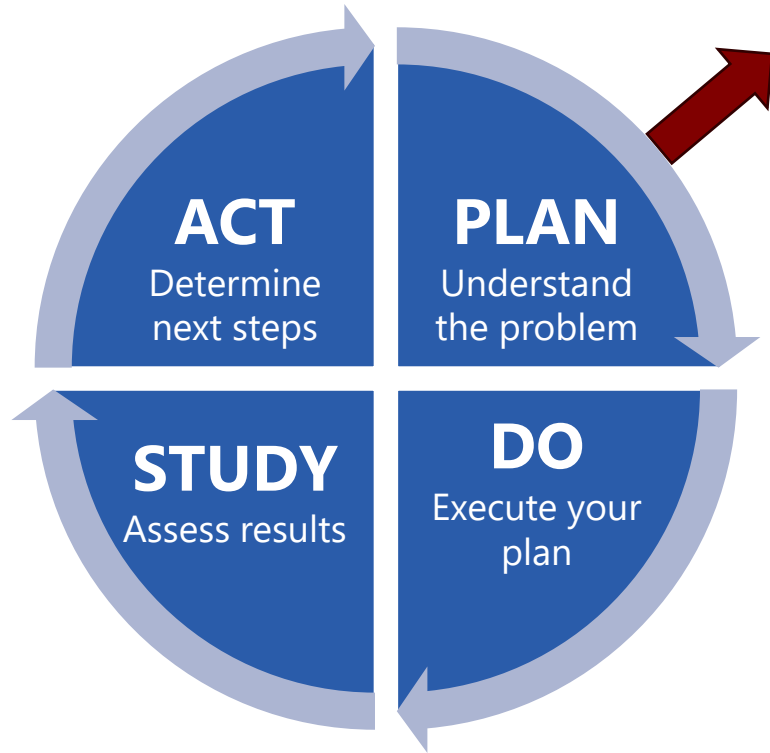 ACT
Determine
next steps
PLAN
Understand
the problem
STUDY
Assess results
DO
Execute your
plan